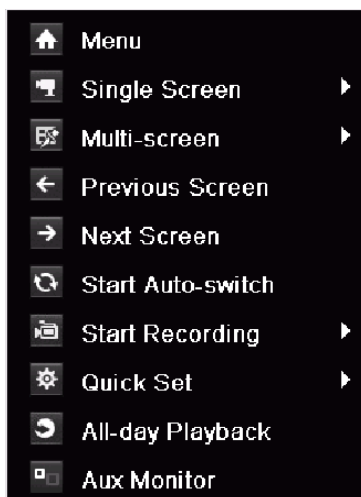 Menu
Single Screen
Multi-screen
Previous Screen
Next Screen
Start Auto-switch
Start Recording
Quick Set
All-day Playback
Aux Monitor